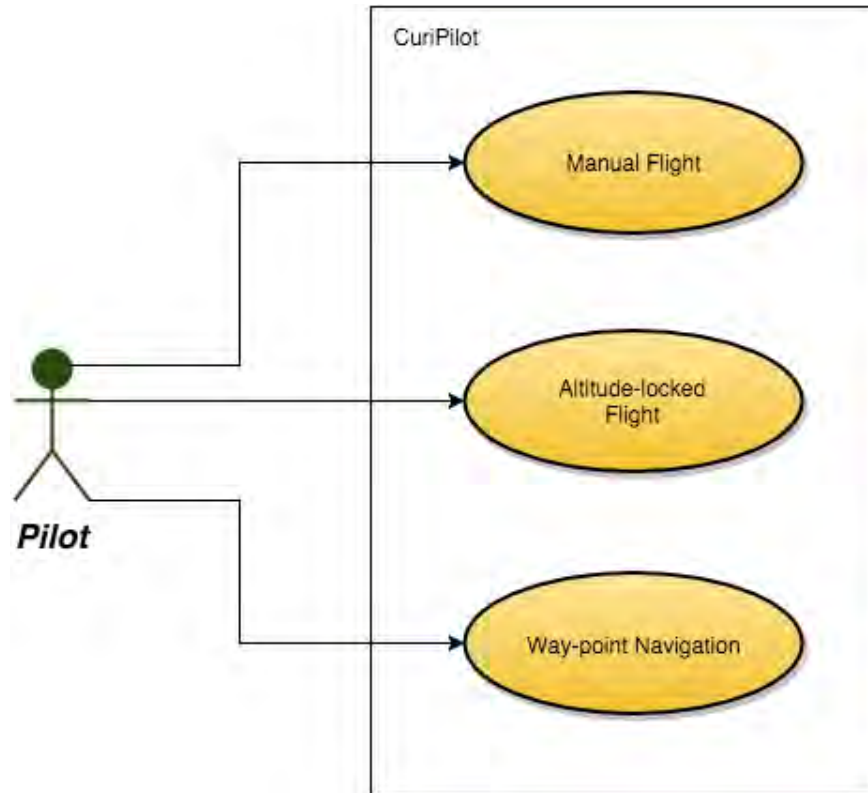 CuriPilot
Manual Flight
Altitude-locked
Flight
Pilot
Way-point Navigation